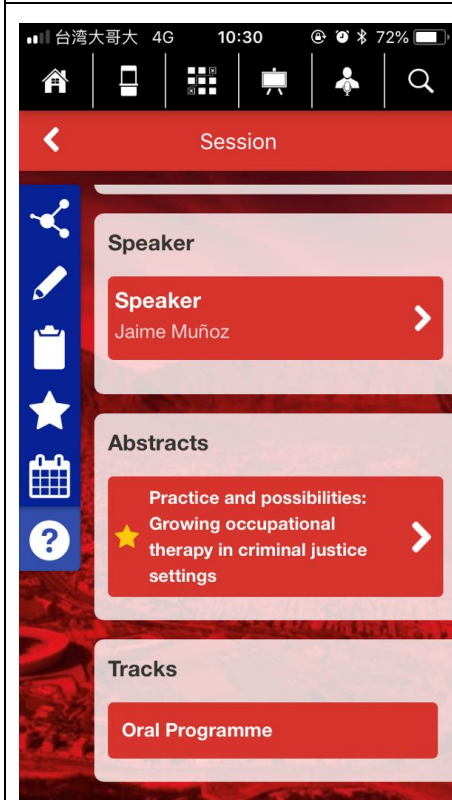 台湾大哥大 4G 10:30 72%
Session
Speaker
Speaker
Jaime Muñoz
Abstracts
Practice and possibilities:
Growing occupational
therapy in criminal justice
settings
?
Tracks
Oral Programme